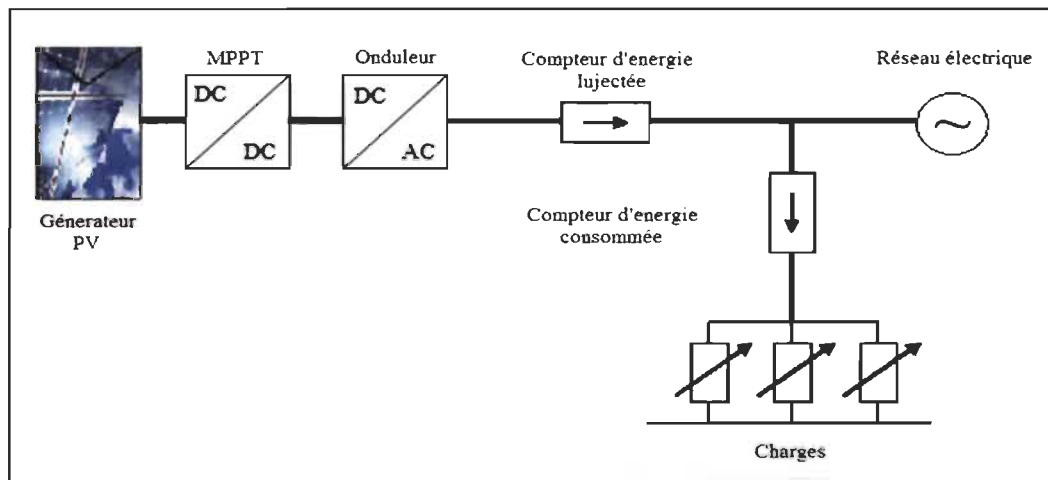 MPPT
DC
DC
Onduleur
DC
AC
Compteur d'energie
Iujectée
Réseau électrique
Génerateur
PV
Compteur d'energie
consommée
Charges